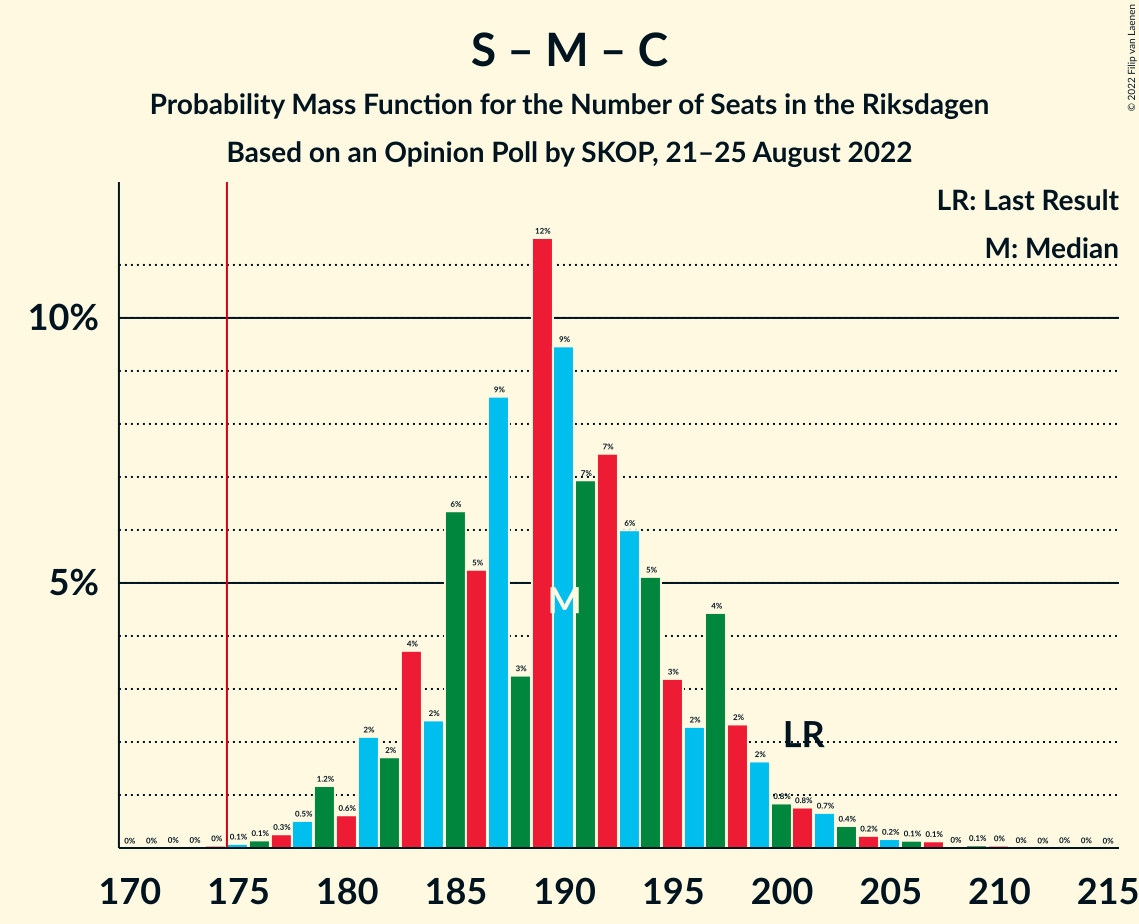 S – M – C
Probability Mass Function for the Number of Seats in the Riksdagen
Based on an Opinion Poll by SKOP, 21–25 August 2022
© 2022 Filip van Laenen
LR: Last Result
M: Median
10%
5%
0% 0% 0% 0% 0% 0.1% 0.1% 0.3% 0.5% 1.2% 0.6% 2% 2% 4% 2% 6% 5% 9% 3% 12% 9% 7% 7% 6% 5% 3% 2% 4% 2% 2% 0.8% 0.8% 0.7% 0.4% 0.2% 0.2% 0.1% 0.1% 0% 0.1% 0% 0% 0% 0% 0% 0%
M
LR
170 175 180 185 190 195 200 205 210 215